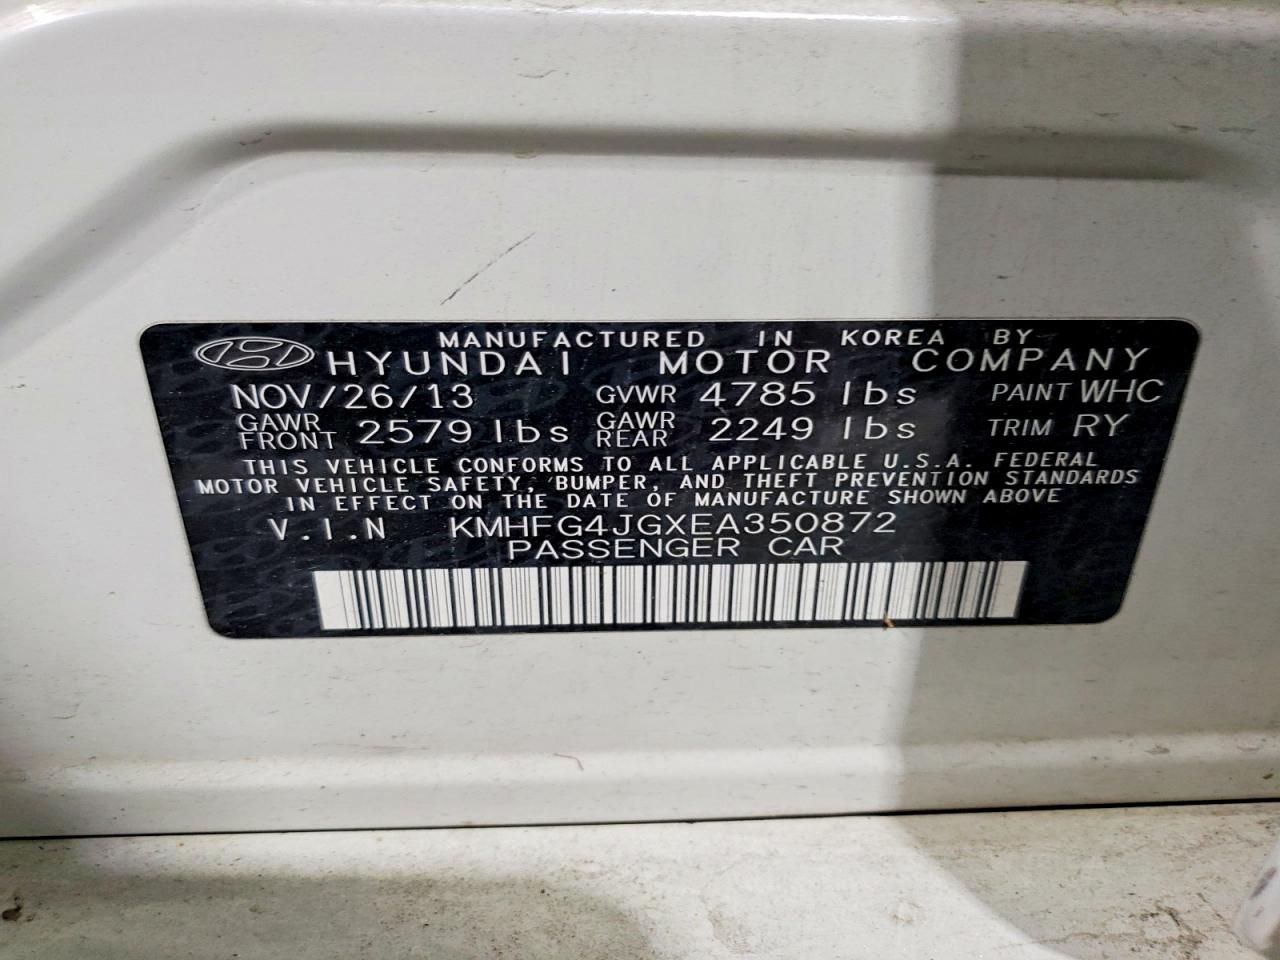 MANUFACTURED IN KOREA BY
HYUNDAI MOTOR COMPANY
NOV/26/13 GVWR 4785 lbs PAINT WHC
GAWR FRONT 2579 lbs GAWR REAR 2249 lbs TRIM RY
THIS VEHICLE CONFORMS TO ALL APPLICABLE U.S.A. FEDERAL
MOTOR VEHICLE SAFETY, BUMPER, AND THEFT PREVENTION STANDARDS
IN EFFECT ON THE DATE OF MANUFACTURE SHOWN ABOVE
V.I.N KMHFG4JGXEA350872
PASSENGER CAR